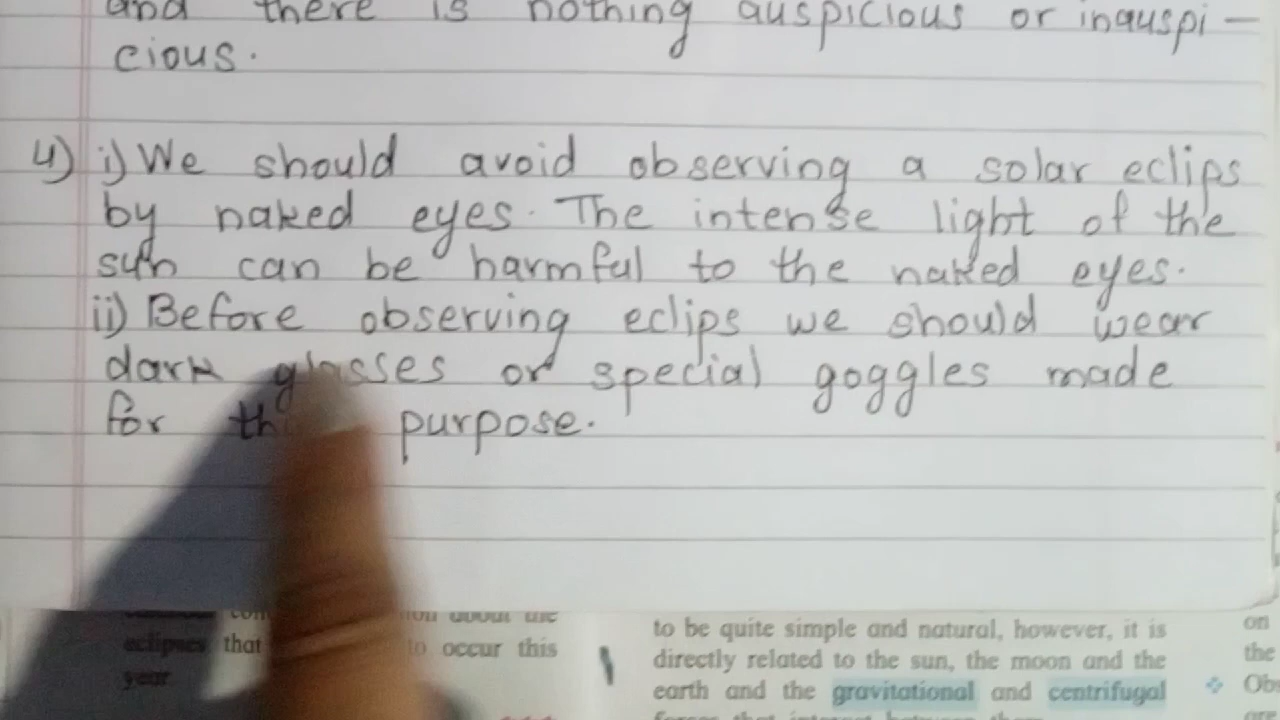 and there is nothing auspicious or inauspi-
cious.
4) i) We should avoid observing a solar eclips
by naked eyes. The intense light of the
sun can be harmful to the naked eyes.
ii) Before observing eclips we should wear
dark glasses or special goggles made
for purpose.
about the
eclipses that to occur this
year
to be quite simple and natural, however, it is
directly related to the sun, the moon and the
earth and the gravitational and centrifugal
on
the